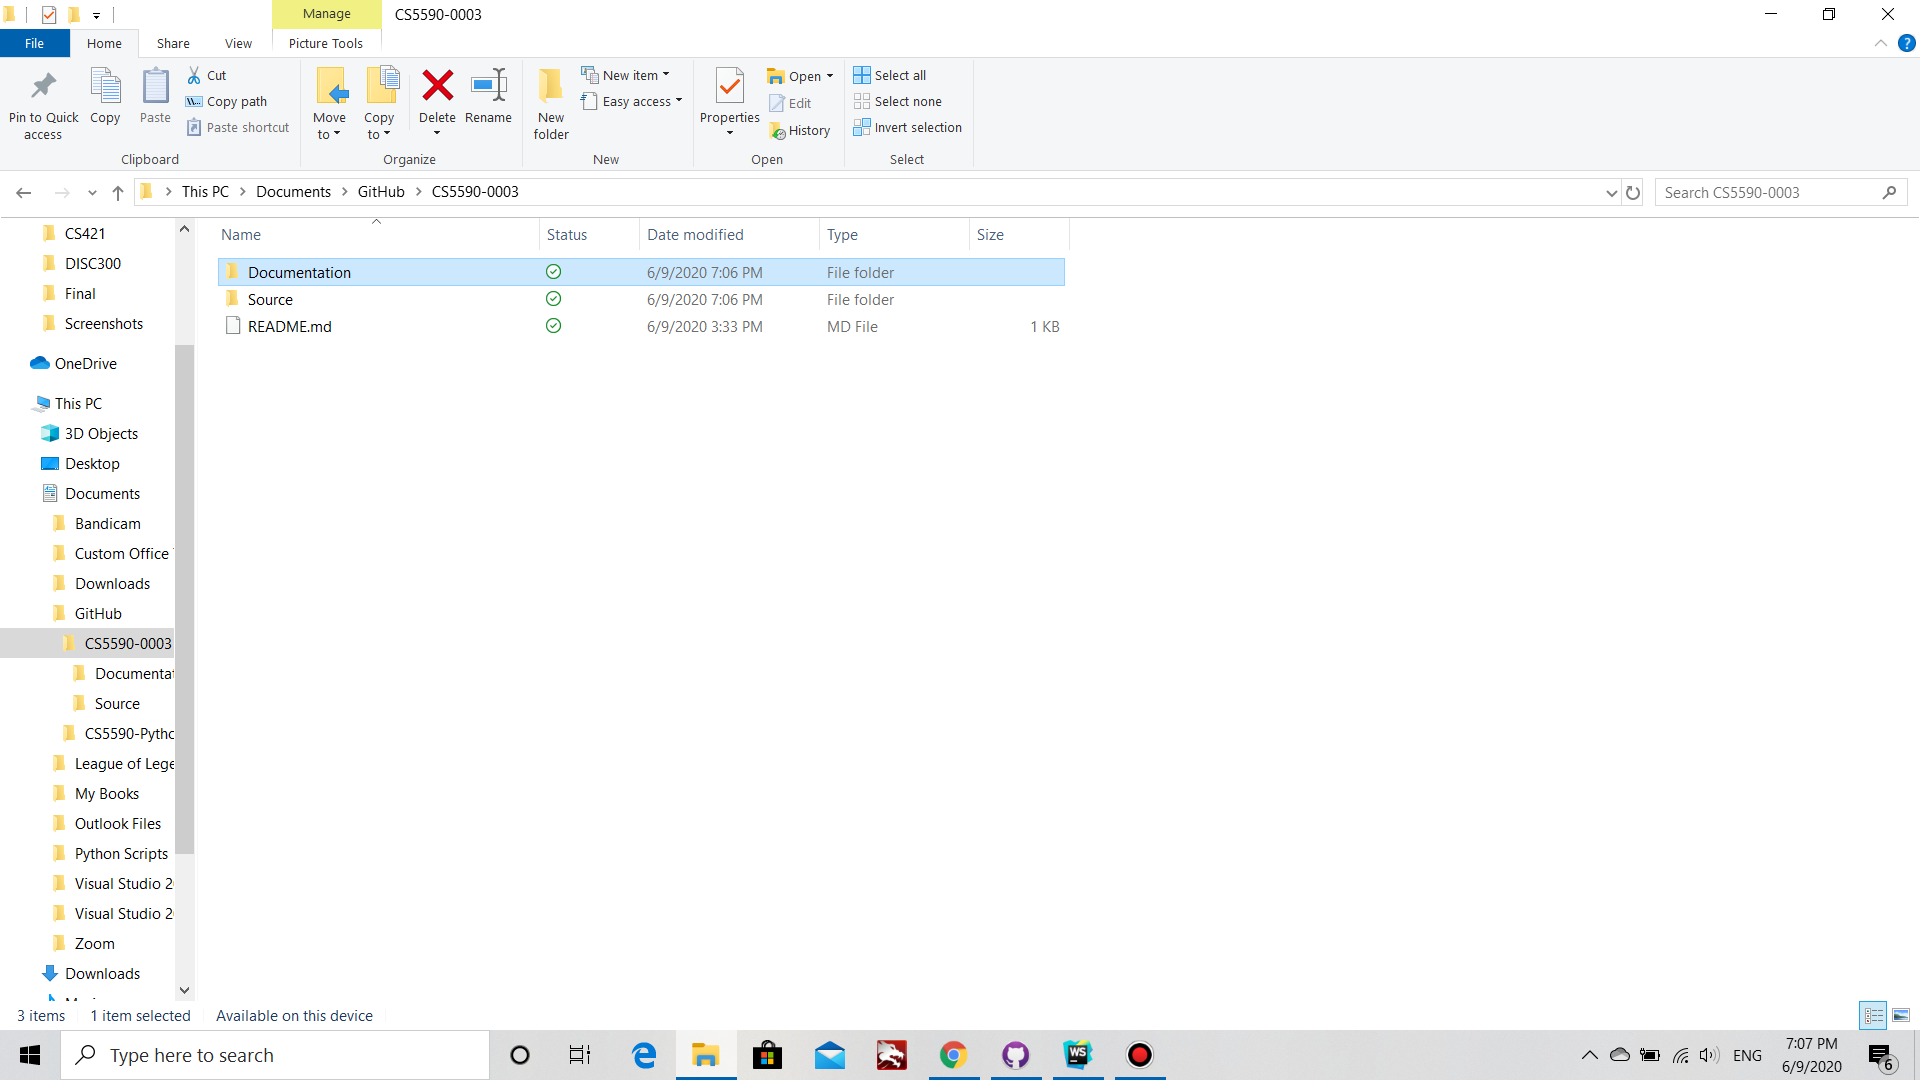 Manage
CS5590-0003
File
Home
Share
View
Picture Tools
Pin to Quick access
Copy
Paste
Cut
Copy path
Paste shortcut
Clipboard
Move to
Copy to
Delete
Rename
Organize
New folder
New item
Easy access
New
Properties
Open
Edit
History
Open
Select all
Select none
Invert selection
Select
This PC > Documents > GitHub > CS5590-0003
Search CS5590-0003
Name Status Date modified Type Size
Documentation 6/9/2020 7:06 PM File folder
Source 6/9/2020 7:06 PM File folder
README.md 6/9/2020 3:33 PM MD File 1 KB
CS421
DISC300
Final
Screenshots
OneDrive
This PC
3D Objects
Desktop
Documents
Bandicam
Custom Office
Downloads
GitHub
CS5590-0003
Documentat
Source
CS5590-Pytho
League of Lege
My Books
Outlook Files
Python Scripts
Visual Studio 2
Visual Studio 2
Zoom
Downloads
3 items 1 item selected Available on this device
Type here to search
WS
ENG
7:07 PM
6/9/2020
6